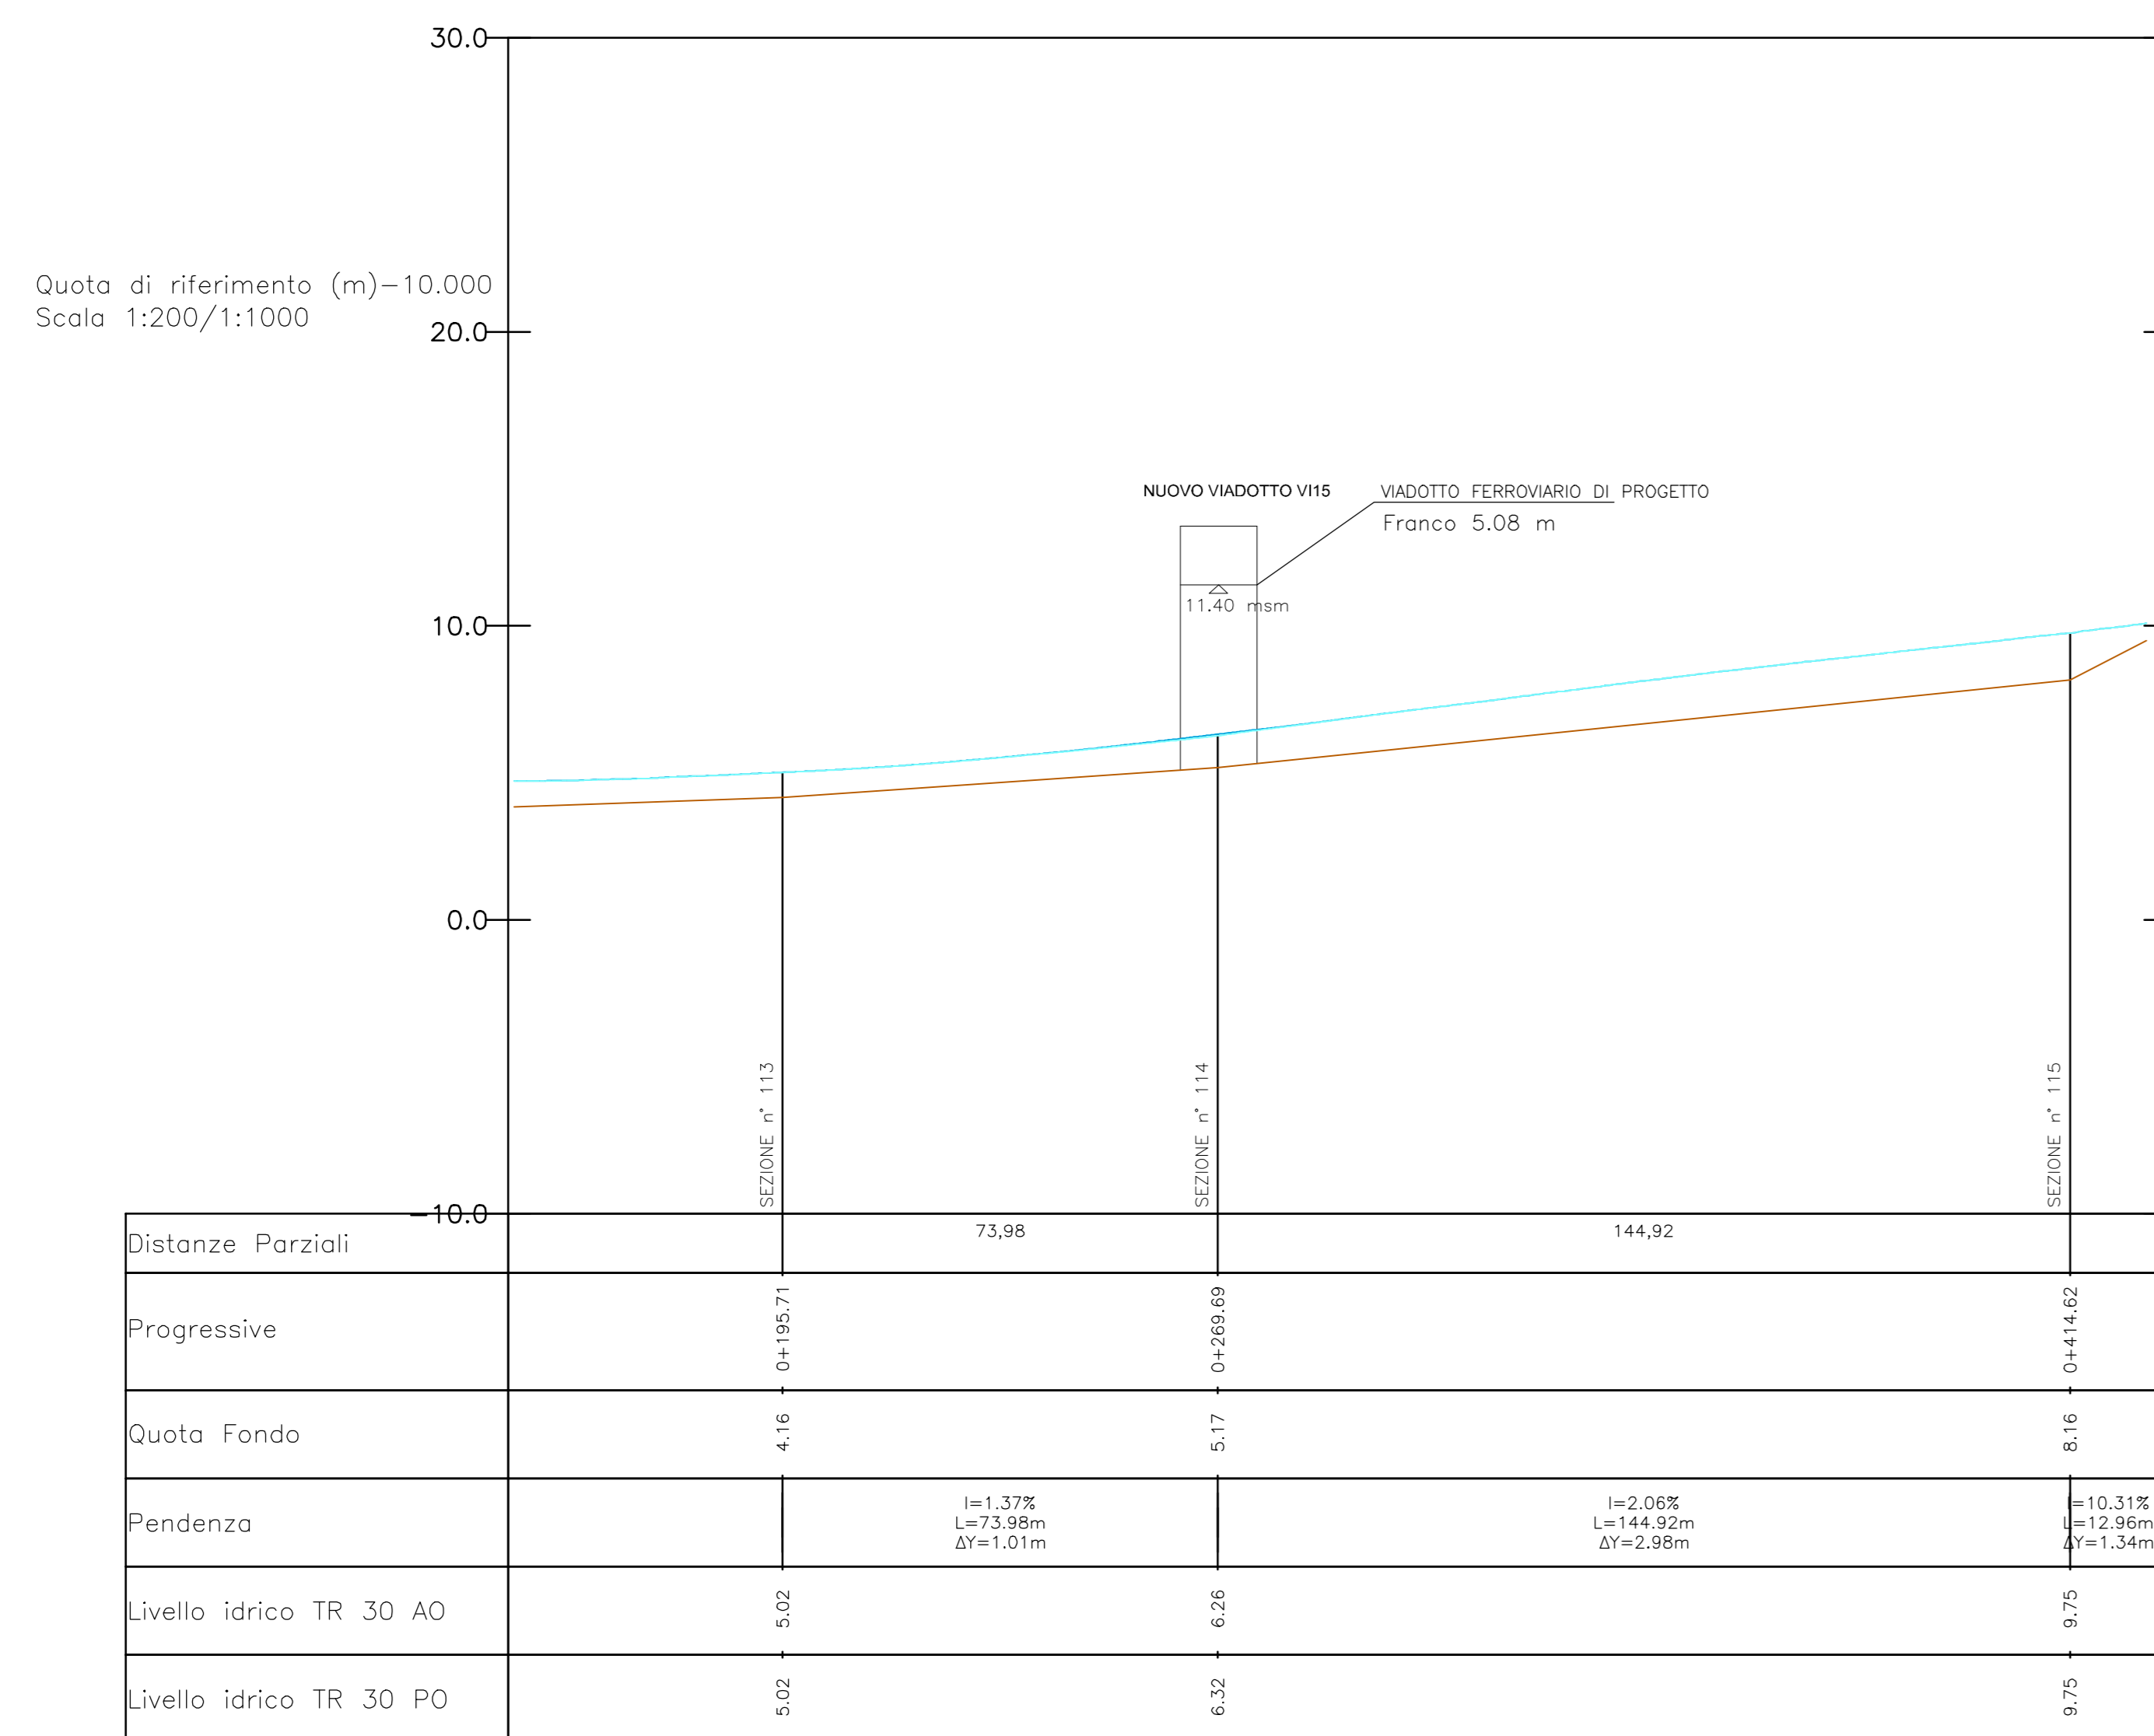 30.0
Quota di riferimento (m)-10.000
Scala 1:200/1:1000
20.0
NUOVO VIADOTTO VI15
VIADOTTO FERROVIARIO DI PROGETTO
Franco 5.08 m
11.40 msm
10.0
0.0
SEZIONE n° 113
SEZIONE n° 114
SEZIONE n° 115
-10.0
Distanze Parziali
73,98
144,92
Progressive
0+195.71
0+269.69
0+414.62
Quota Fondo
4.16
5.17
8.16
Pendenza
I=1.37%
L=73.98m
ΔY=1.01m
I=2.06%
L=144.92m
ΔY=2.98m
I=10.31%
L=12.96m
ΔY=1.34m
Livello idrico TR 30 AO
5.02
6.26
9.75
Livello idrico TR 30 PO
5.02
6.32
9.75